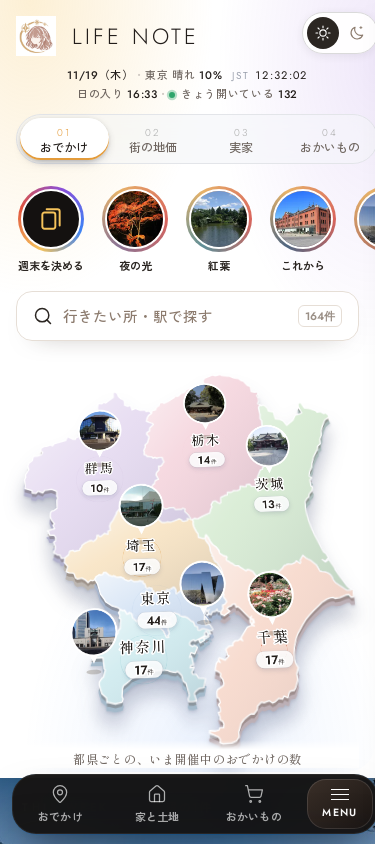 LIFE NOTE
11/19（木）・東京 晴れ 10% JST 12:32:02
日の入り 16:33・きょう開いている 132
01 02 03 04
おでかけ 街の地価 実家 おかいもの
週末を決める 夜の光 紅葉 これから
行きたい所・駅で探す 164件
栃木
14件
群馬
10件
茨城
13件
埼玉
17件
東京
44件
千葉
17件
神奈川
17件
都県ごとの、いま開催中のおでかけの数
おでかけ 家と土地 おかいもの MENU